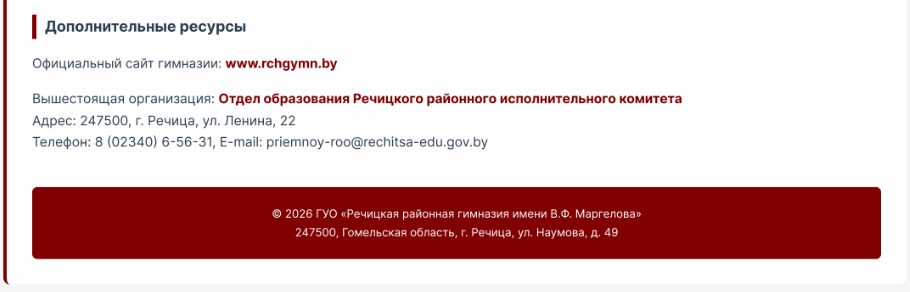 Дополнительные ресурсы
Официальный сайт гимназии: www.rchgymn.by
Вышестоящая организация: Отдел образования Речицкого районного исполнительного комитета
Адрес: 247500, г. Речица, ул. Ленина, 22
Телефон: 8 (02340) 6-56-31, E-mail: priemnoy-roo@rechitsa-edu.gov.by
© 2026 ГУО «Речицкая районная гимназия имени В.Ф. Маргелова»
247500, Гомельская область, г. Речица, ул. Наумова, д. 49